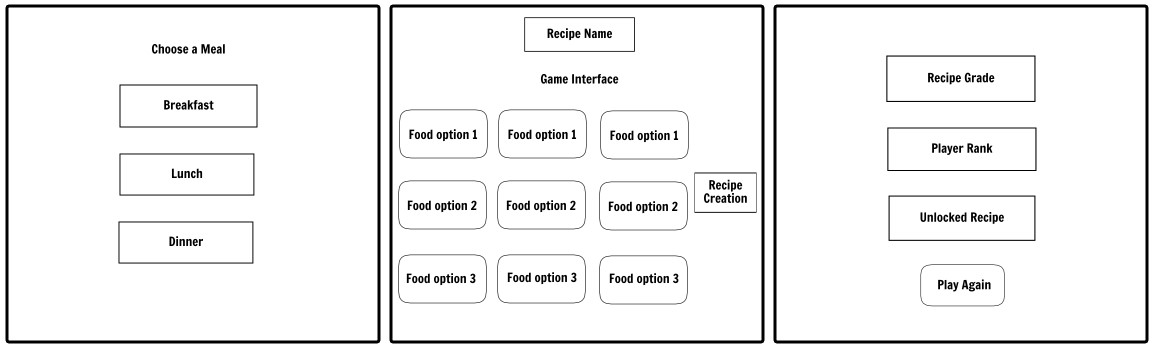 Choose a Meal
Breakfast
Lunch
Dinner
Recipe Name
Game Interface
Food option 1
Food option 1
Food option 1
Food option 2
Food option 2
Food option 2
Food option 3
Food option 3
Food option 3
Recipe
Creation
Recipe Grade
Player Rank
Unlocked Recipe
Play Again